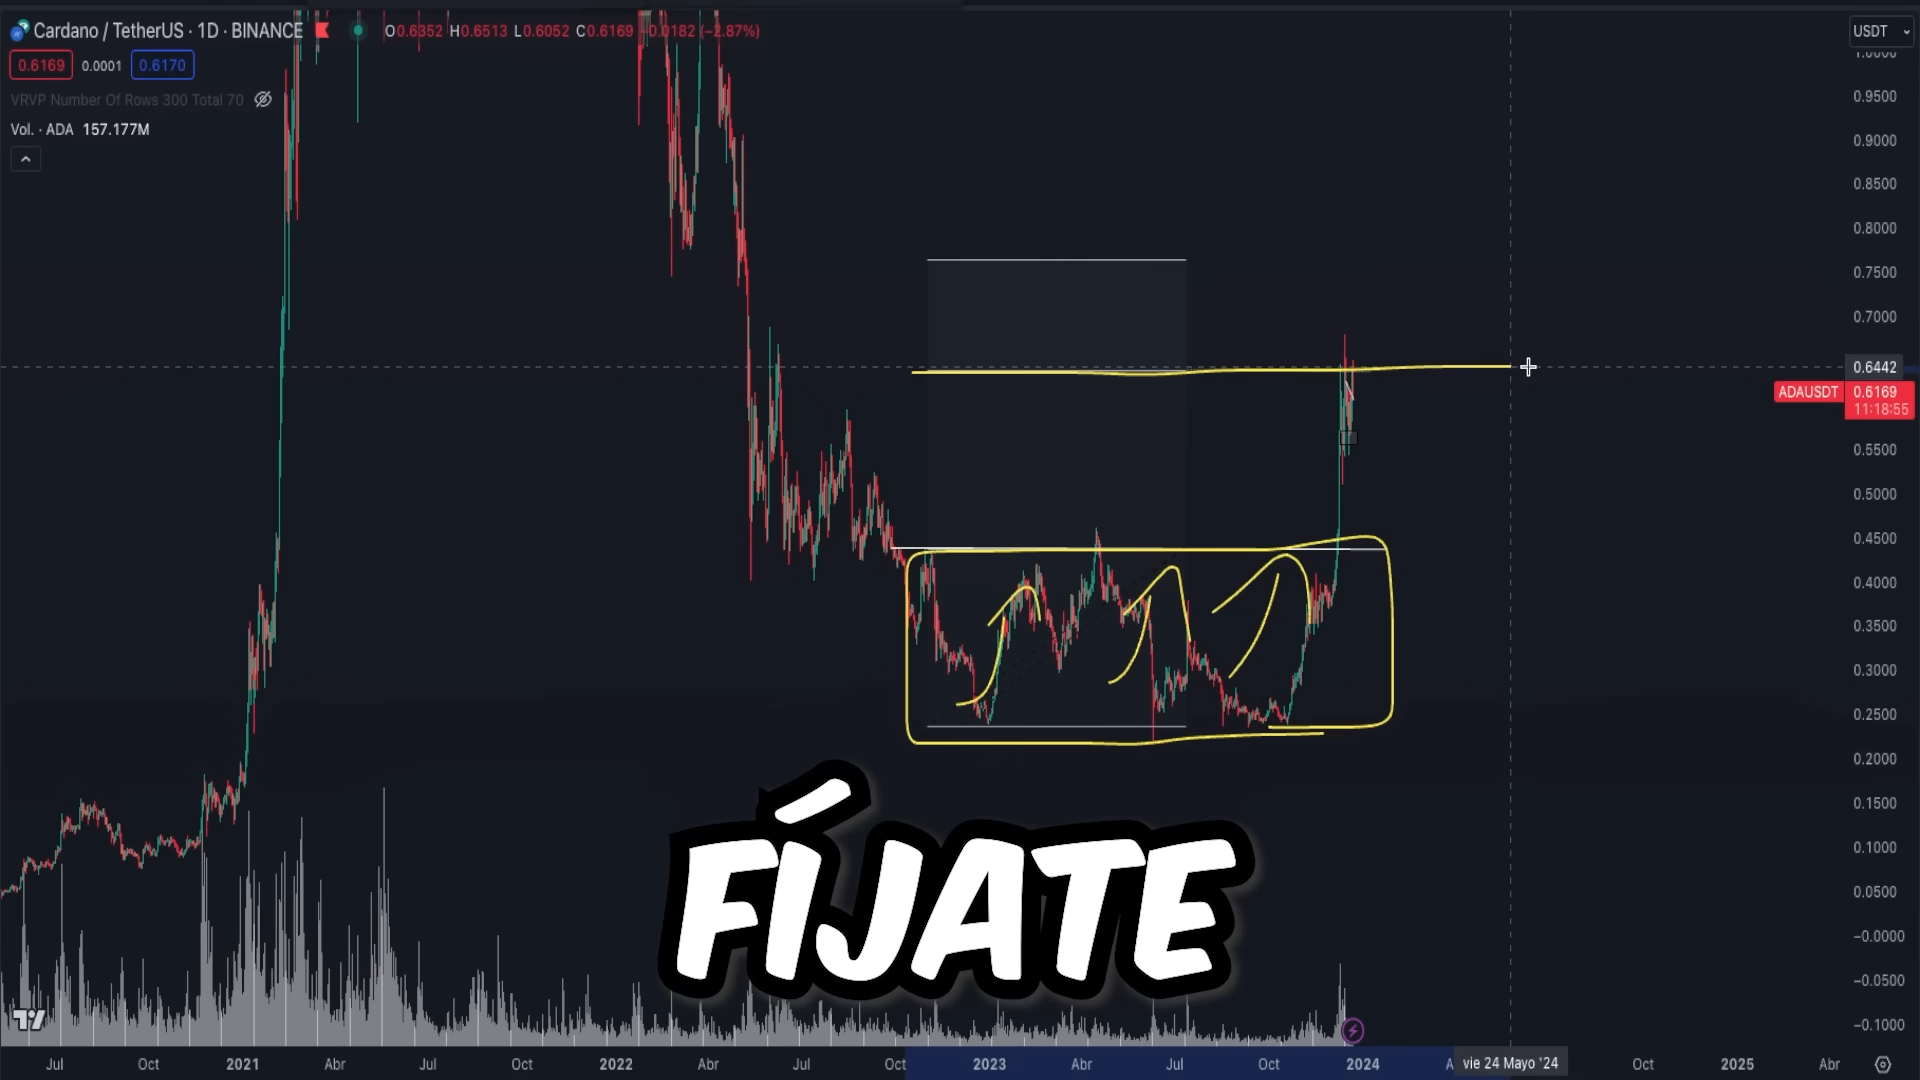 Cardano / TetherUS · 1D · BINANCE O0.6352 H0.6513 L0.6052 C0.6169 −0.0182 (−2.87%)
USDT
0.6169 0.0001 0.6170
VRVP Number Of Rows 300 Total 70
Vol. · ADA 157.177M
1.0000
0.9500
0.9000
0.8500
0.8000
0.7500
0.7000
0.6442
ADAUSDT 0.6169
11:18:55
0.5500
0.5000
0.4500
0.4000
0.3500
0.3000
0.2500
0.2000
0.1500
0.1000
0.0500
−0.0000
−0.0500
−0.1000
FÍJATE
Jul Oct 2021 Abr Jul Oct 2022 Abr Jul Oct 2023 Abr Jul Oct 2024 A vie 24 Mayo '24 Oct 2025 Abr